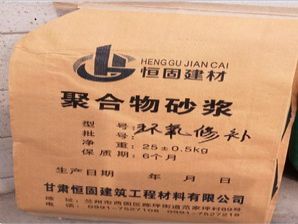 HENG GU JIAN CAI
恒固建材
聚合物砂浆
型号:环氧修补
批号:
净重:25±0.5kg
保质期:6个月
生产日期 年 月 日
甘肃恒固建筑工程材料有限公司